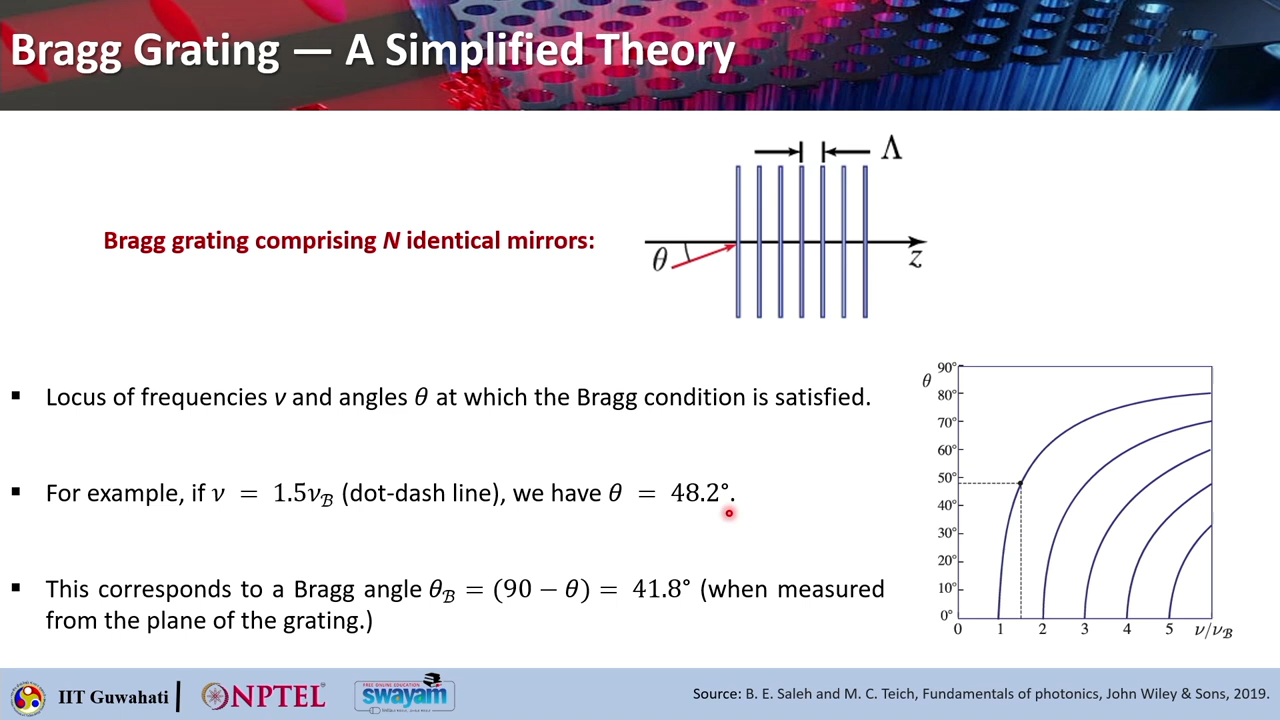 Bragg Grating — A Simplified Theory
Λ
Bragg grating comprising N identical mirrors:
θ
z
▪ Locus of frequencies ν and angles θ at which the Bragg condition is satisfied.
▪ For example, if ν = 1.5ν_ℬ (dot-dash line), we have θ = 48.2°.
▪ This corresponds to a Bragg angle θ_ℬ = (90 − θ) = 41.8° (when measured
from the plane of the grating.)
θ
90°
80°
70°
60°
50°
40°
30°
20°
10°
0°
0 1 2 3 4 5 ν/ν_ℬ
IIT Guwahati
NPTEL
FREE ONLINE EDUCATION
swayam
Source: B. E. Saleh and M. C. Teich, Fundamentals of photonics, John Wiley & Sons, 2019.